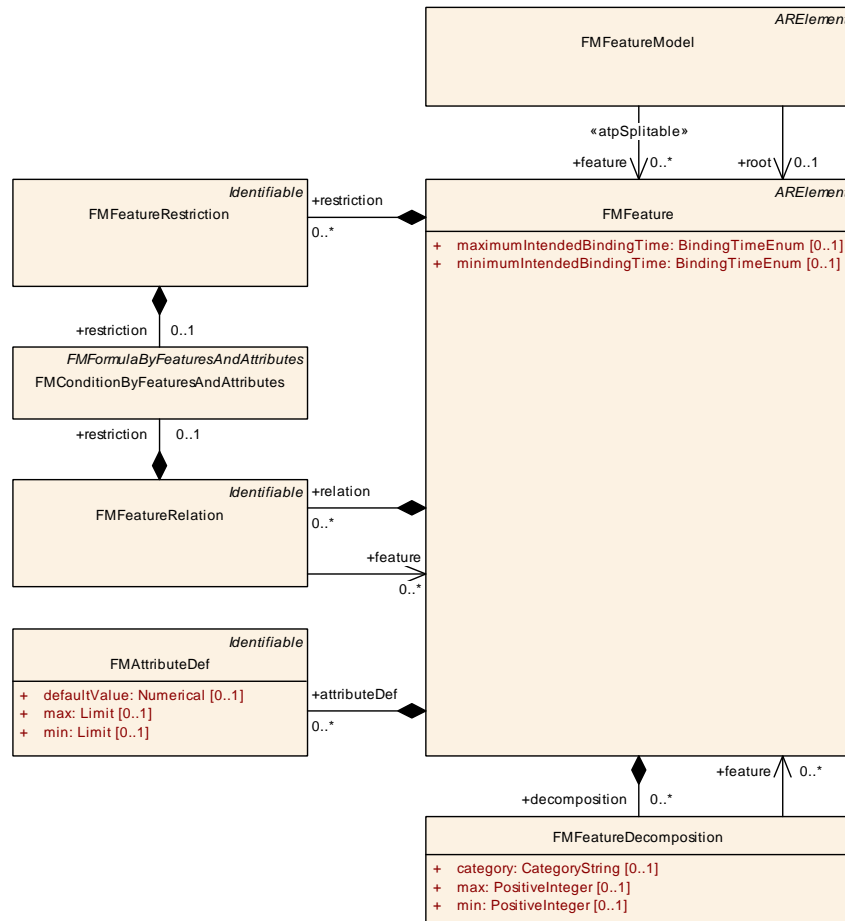 ARElement
FMFeatureModel
«atpSplitable»
+feature 0..*
+root 0..1
Identifiable
FMFeatureRestriction
+restriction
0..*
ARElement
FMFeature
+ maximumIntendedBindingTime: BindingTimeEnum [0..1]
+ minimumIntendedBindingTime: BindingTimeEnum [0..1]
+restriction 0..1
FMFormulaByFeaturesAndAttributes
FMConditionByFeaturesAndAttributes
+restriction 0..1
Identifiable
FMFeatureRelation
+relation
0..*
+feature
0..*
Identifiable
FMAttributeDef
+ defaultValue: Numerical [0..1]
+ max: Limit [0..1]
+ min: Limit [0..1]
+attributeDef
0..*
+decomposition 0..*
+feature 0..*
FMFeatureDecomposition
+ category: CategoryString [0..1]
+ max: PositiveInteger [0..1]
+ min: PositiveInteger [0..1]